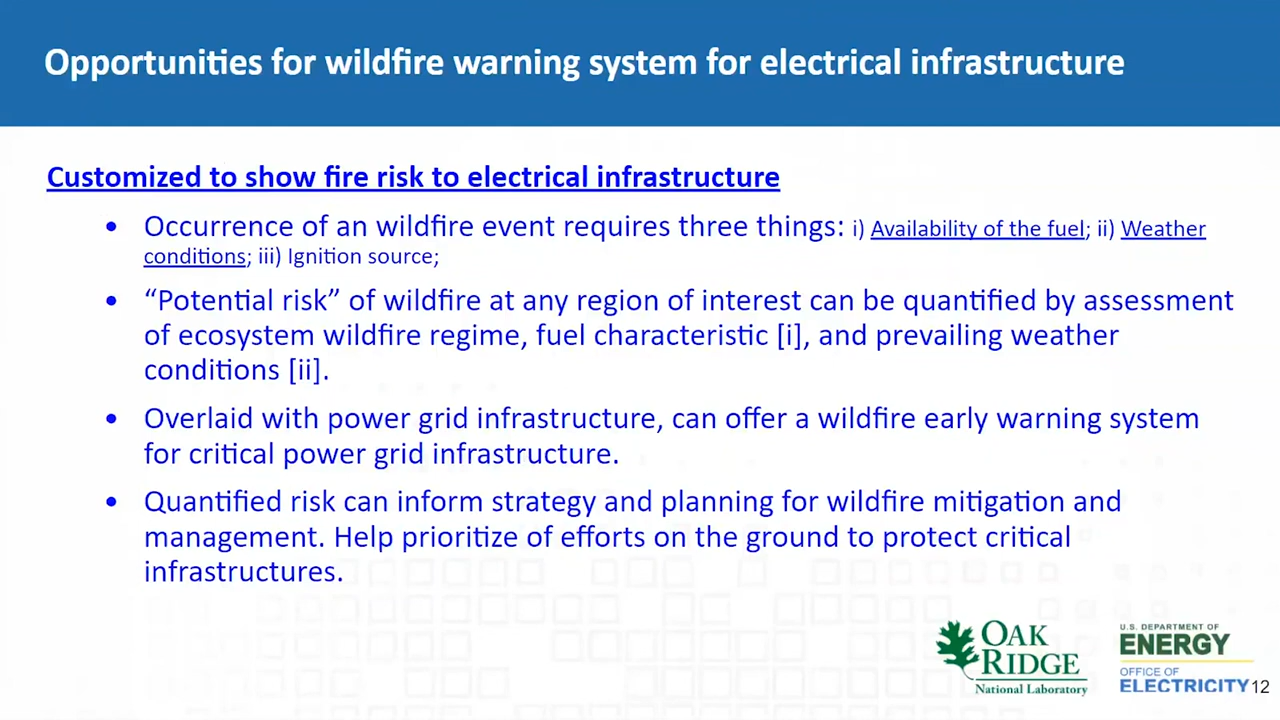 Opportunities for wildfire warning system for electrical infrastructure
Customized to show fire risk to electrical infrastructure
• Occurrence of an wildfire event requires three things: i) Availability of the fuel; ii) Weather
conditions; iii) Ignition source;
• “Potential risk” of wildfire at any region of interest can be quantified by assessment
of ecosystem wildfire regime, fuel characteristic [i], and prevailing weather
conditions [ii].
• Overlaid with power grid infrastructure, can offer a wildfire early warning system
for critical power grid infrastructure.
• Quantified risk can inform strategy and planning for wildfire mitigation and
management. Help prioritize of efforts on the ground to protect critical
infrastructures.
OAK
RIDGE
National Laboratory
U.S. DEPARTMENT OF
ENERGY
OFFICE OF
ELECTRICITY
12